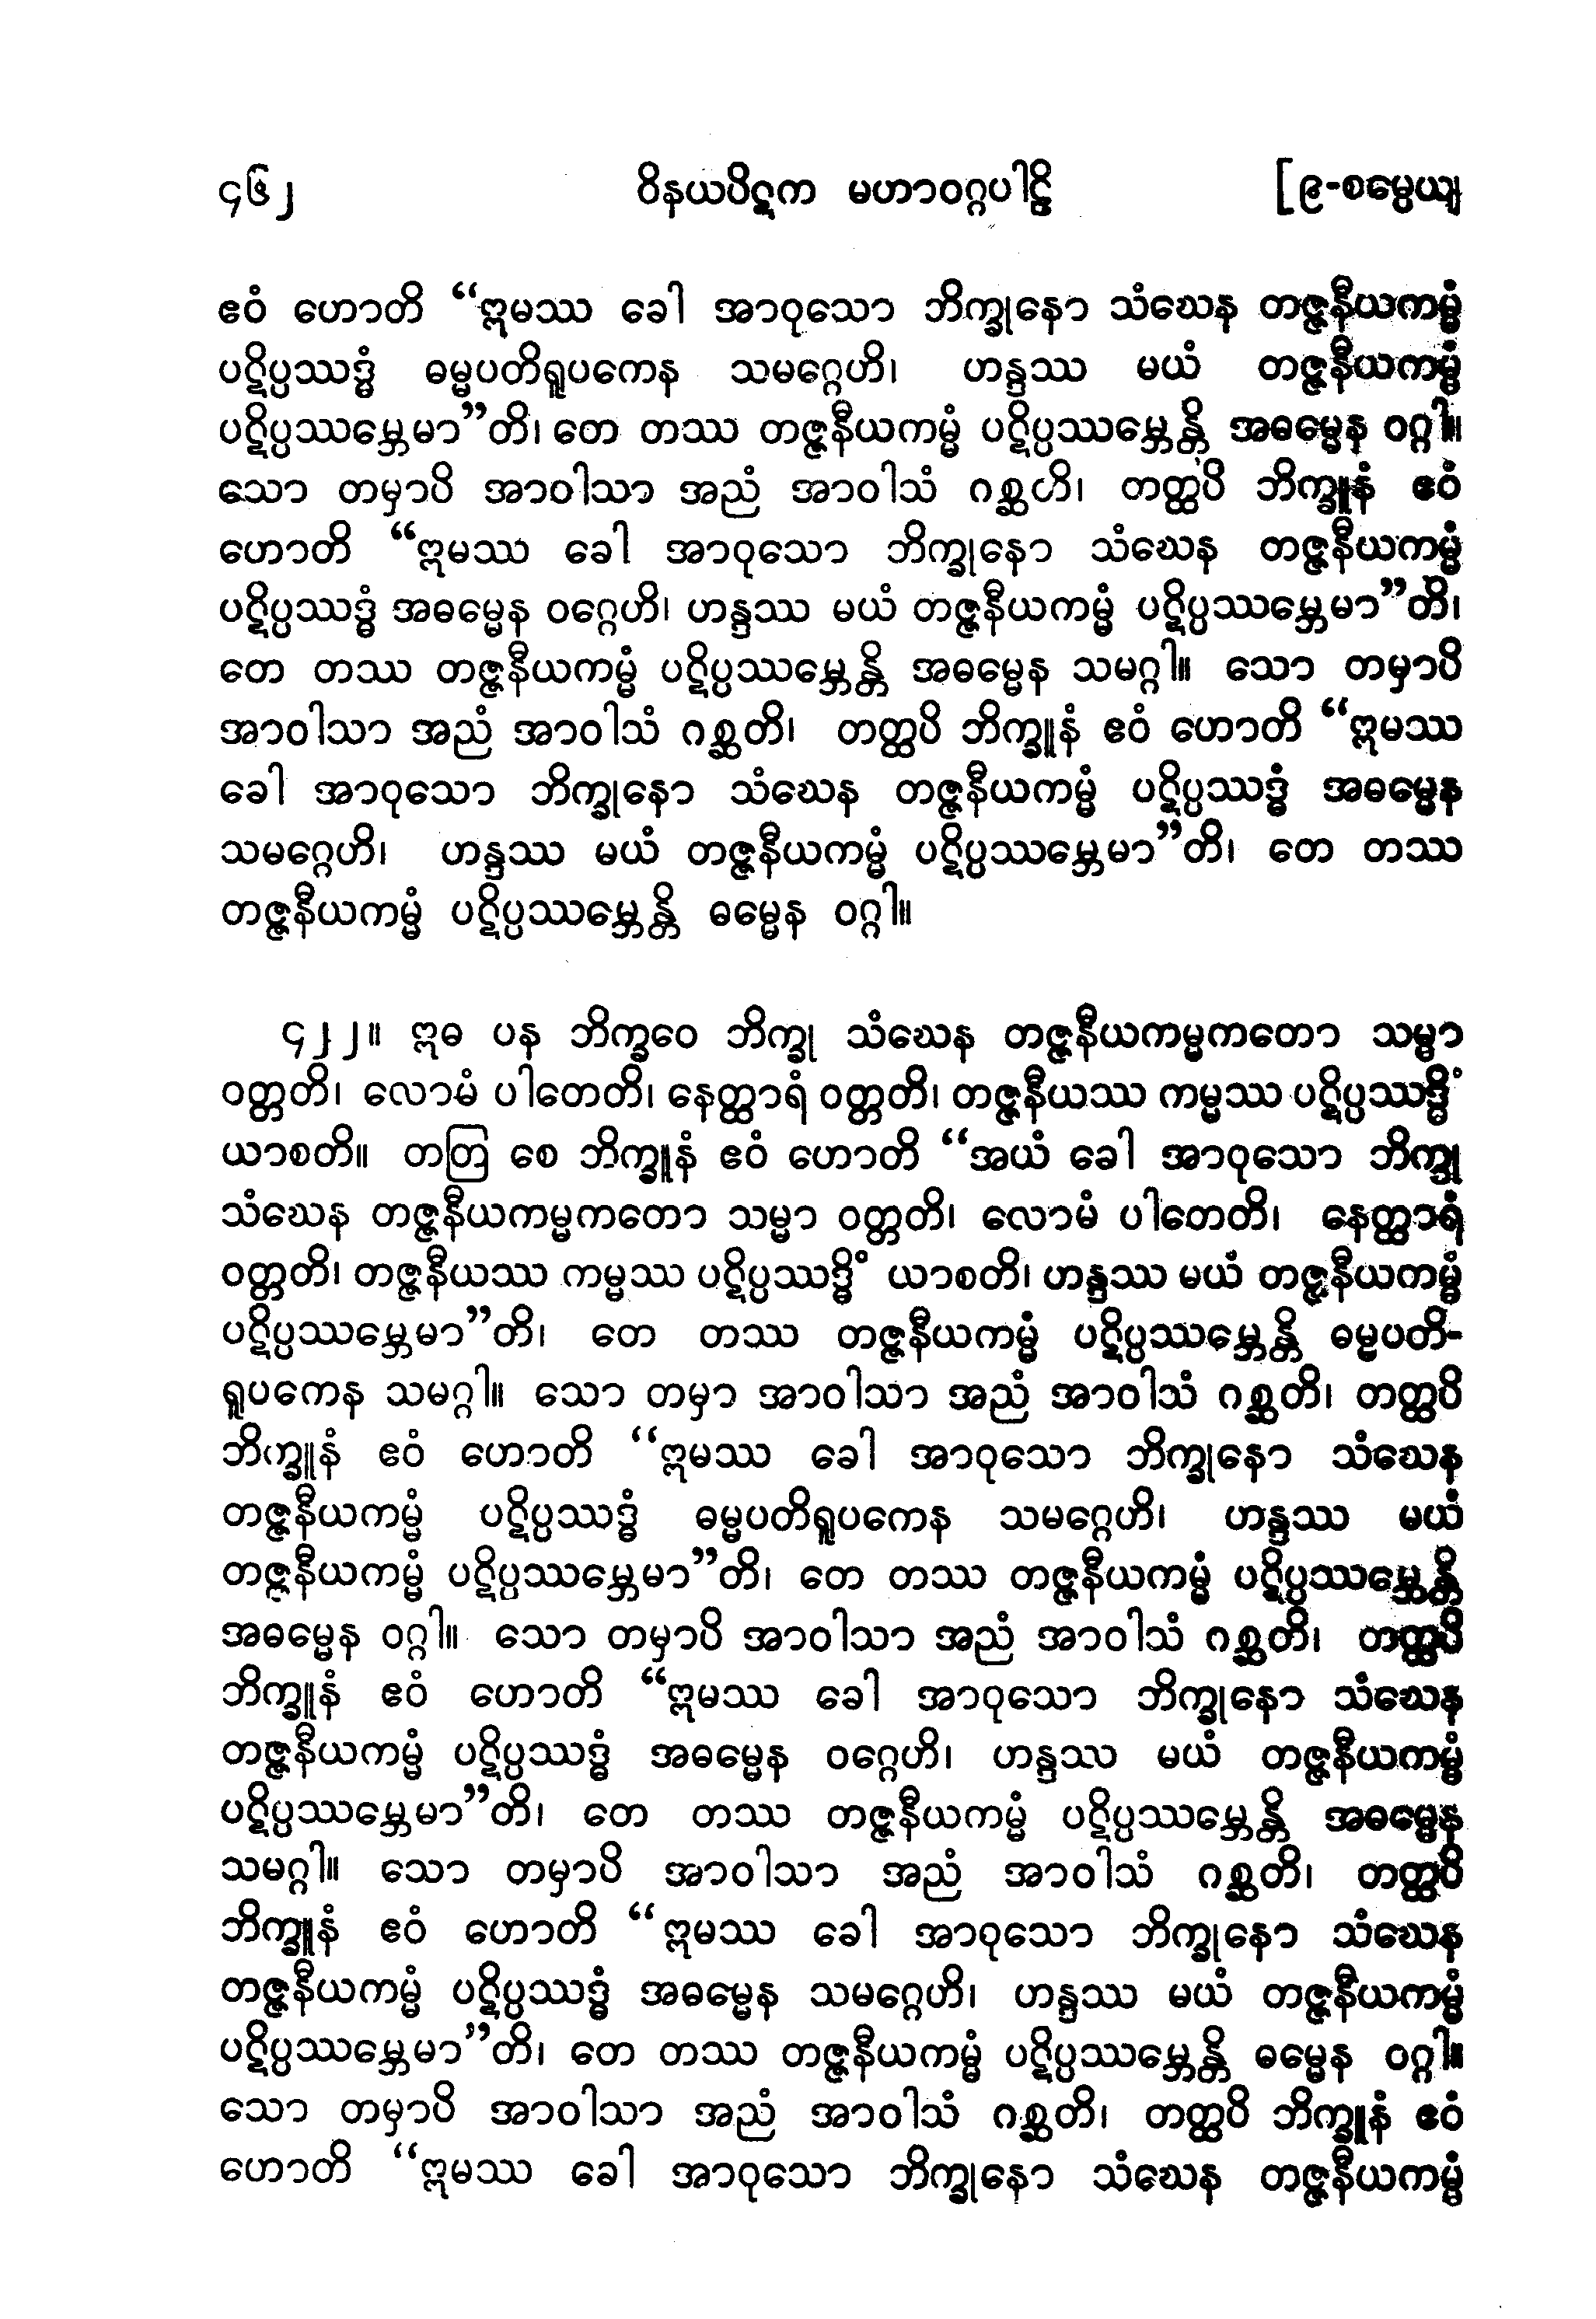 ၄၆၂ ဝိနယပိဋက မဟာဝဂ္ဂပါဠိ [၉-စမ္ပေယျ
ဧဝံ ဟောတိ “ဣမဿ ခေါ အာဝုသော ဘိက္ခုနော သံဃေန တဇ္ဇနီယကမ္မံ
ပဋိပ္ပဿဒ္ဓံ ဓမ္မပတိရူပကေန သမဂ္ဂေဟိ၊ ဟန္ဒဿ မယံ တဇ္ဇနီယကမ္မံ
ပဋိပ္ပဿမ္ဘေမာ”တိ၊ တေ တဿ တဇ္ဇနီယကမ္မံ ပဋိပ္ပဿမ္ဘေန္တိ အဓမ္မေန ဝဂ္ဂါ။
သော တမှာပိ အာဝါသာ အညံ အာဝါသံ ဂစ္ဆတိ၊ တတ္ထပိ ဘိက္ခူနံ ဧဝံ
ဟောတိ “ဣမဿ ခေါ အာဝုသော ဘိက္ခုနော သံဃေန တဇ္ဇနီယကမ္မံ
ပဋိပ္ပဿဒ္ဓံ အဓမ္မေန ဝဂ္ဂေဟိ၊ ဟန္ဒဿ မယံ တဇ္ဇနီယကမ္မံ ပဋိပ္ပဿမ္ဘေမာ”တိ၊
တေ တဿ တဇ္ဇနီယကမ္မံ ပဋိပ္ပဿမ္ဘေန္တိ အဓမ္မေန သမဂ္ဂါ။ သော တမှာပိ
အာဝါသာ အညံ အာဝါသံ ဂစ္ဆတိ၊ တတ္ထပိ ဘိက္ခူနံ ဧဝံ ဟောတိ “ဣမဿ
ခေါ အာဝုသော ဘိက္ခုနော သံဃေန တဇ္ဇနီယကမ္မံ ပဋိပ္ပဿဒ္ဓံ အဓမ္မေန
သမဂ္ဂေဟိ၊ ဟန္ဒဿ မယံ တဇ္ဇနီယကမ္မံ ပဋိပ္ပဿမ္ဘေမာ”တိ၊ တေ တဿ
တဇ္ဇနီယကမ္မံ ပဋိပ္ပဿမ္ဘေန္တိ ဓမ္မေန ဝဂ္ဂါ။
၄၂၂။ ဣဓ ပန ဘိက္ခဝေ ဘိက္ခု သံဃေန တဇ္ဇနီယကမ္မကတော သမ္မာ
ဝတ္တတိ၊ လောမံ ပါတေတိ၊ နေတ္ထာရံ ဝတ္တတိ၊ တဇ္ဇနီယဿ ကမ္မဿ ပဋိပ္ပဿဒ္ဓိံ
ယာစတိ။ တတြ စေ ဘိက္ခူနံ ဧဝံ ဟောတိ “အယံ ခေါ အာဝုသော ဘိက္ခု
သံဃေန တဇ္ဇနီယကမ္မကတော သမ္မာ ဝတ္တတိ၊ လောမံ ပါတေတိ၊ နေတ္ထာရံ
ဝတ္တတိ၊ တဇ္ဇနီယဿ ကမ္မဿ ပဋိပ္ပဿဒ္ဓိံ ယာစတိ၊ ဟန္ဒဿ မယံ တဇ္ဇနီယကမ္မံ
ပဋိပ္ပဿမ္ဘေမာ”တိ၊ တေ တဿ တဇ္ဇနီယကမ္မံ ပဋိပ္ပဿမ္ဘေန္တိ ဓမ္မပတိ-
ရူပကေန သမဂ္ဂါ။ သော တမှာ အာဝါသာ အညံ အာဝါသံ ဂစ္ဆတိ၊ တတ္ထပိ
ဘိက္ခူနံ ဧဝံ ဟောတိ “ဣမဿ ခေါ အာဝုသော ဘိက္ခုနော သံဃေန
တဇ္ဇနီယကမ္မံ ပဋိပ္ပဿဒ္ဓံ ဓမ္မပတိရူပကေန သမဂ္ဂေဟိ၊ ဟန္ဒဿ မယံ
တဇ္ဇနီယကမ္မံ ပဋိပ္ပဿမ္ဘေမာ”တိ၊ တေ တဿ တဇ္ဇနီယကမ္မံ ပဋိပ္ပဿမ္ဘေန္တိ
အဓမ္မေန ဝဂ္ဂါ။ သော တမှာပိ အာဝါသာ အညံ အာဝါသံ ဂစ္ဆတိ၊ တတ္ထပိ
ဘိက္ခူနံ ဧဝံ ဟောတိ “ဣမဿ ခေါ အာဝုသော ဘိက္ခုနော သံဃေန
တဇ္ဇနီယကမ္မံ ပဋိပ္ပဿဒ္ဓံ အဓမ္မေန ဝဂ္ဂေဟိ၊ ဟန္ဒဿ မယံ တဇ္ဇနီယကမ္မံ
ပဋိပ္ပဿမ္ဘေမာ”တိ၊ တေ တဿ တဇ္ဇနီယကမ္မံ ပဋိပ္ပဿမ္ဘေန္တိ အဓမ္မေန
သမဂ္ဂါ။ သော တမှာပိ အာဝါသာ အညံ အာဝါသံ ဂစ္ဆတိ၊ တတ္ထပိ
ဘိက္ခူနံ ဧဝံ ဟောတိ “ဣမဿ ခေါ အာဝုသော ဘိက္ခုနော သံဃေန
တဇ္ဇနီယကမ္မံ ပဋိပ္ပဿဒ္ဓံ အဓမ္မေန သမဂ္ဂေဟိ၊ ဟန္ဒဿ မယံ တဇ္ဇနီယကမ္မံ
ပဋိပ္ပဿမ္ဘေမာ”တိ၊ တေ တဿ တဇ္ဇနီယကမ္မံ ပဋိပ္ပဿမ္ဘေန္တိ ဓမ္မေန ဝဂ္ဂါ။
သော တမှာပိ အာဝါသာ အညံ အာဝါသံ ဂစ္ဆတိ၊ တတ္ထပိ ဘိက္ခူနံ ဧဝံ
ဟောတိ “ဣမဿ ခေါ အာဝုသော ဘိက္ခုနော သံဃေန တဇ္ဇနီယကမ္မံ